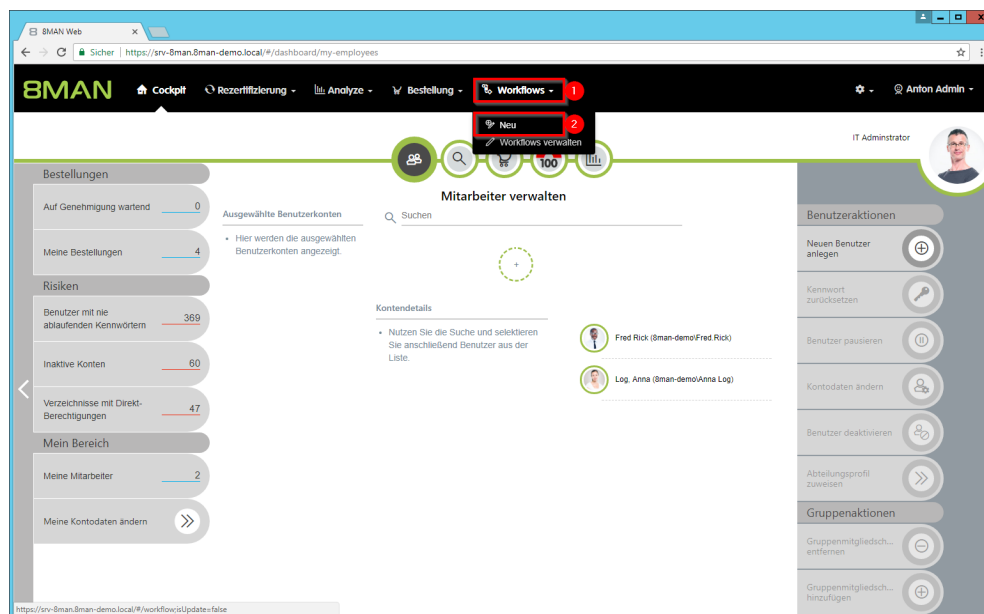 8MAN Web
Sicher | https://srv-8man.8man-demo.local/#/dashboard/my-employees
8MAN
Cockpit
Rezertifizierung
Analyze
Bestellung
Workflows
1
Anton Admin
Neu
2
Workflows verwalten
IT Adminstrator
100
Bestellungen
Auf Genehmigung wartend 0
Meine Bestellungen 4
Risiken
Benutzer mit nie
ablaufenden Kennwörtern 369
Inaktive Konten 60
Verzeichnisse mit Direkt-
Berechtigungen 47
Mein Bereich
Meine Mitarbeiter 2
Meine Kontodaten ändern
Mitarbeiter verwalten
Ausgewählte Benutzerkonten
• Hier werden die ausgewählten
Benutzerkonten angezeigt.
Suchen
+
Kontendetails
• Nutzen Sie die Suche und selektieren
Sie anschließend Benutzer aus der
Liste.
Fred Rick (8man-demo\Fred.Rick)
Log, Anna (8man-demo\Anna Log)
Benutzeraktionen
Neuen Benutzer
anlegen
Kennwort
zurücksetzen
Benutzer pausieren
Kontodaten ändern
Benutzer deaktivieren
Abteilungsprofil
zuweisen
Gruppenaktionen
Gruppenmitgliedsch...
entfernen
Gruppenmitgliedsch...
hinzufügen
https://srv-8man.8man-demo.local/#/workflow;isUpdate=false